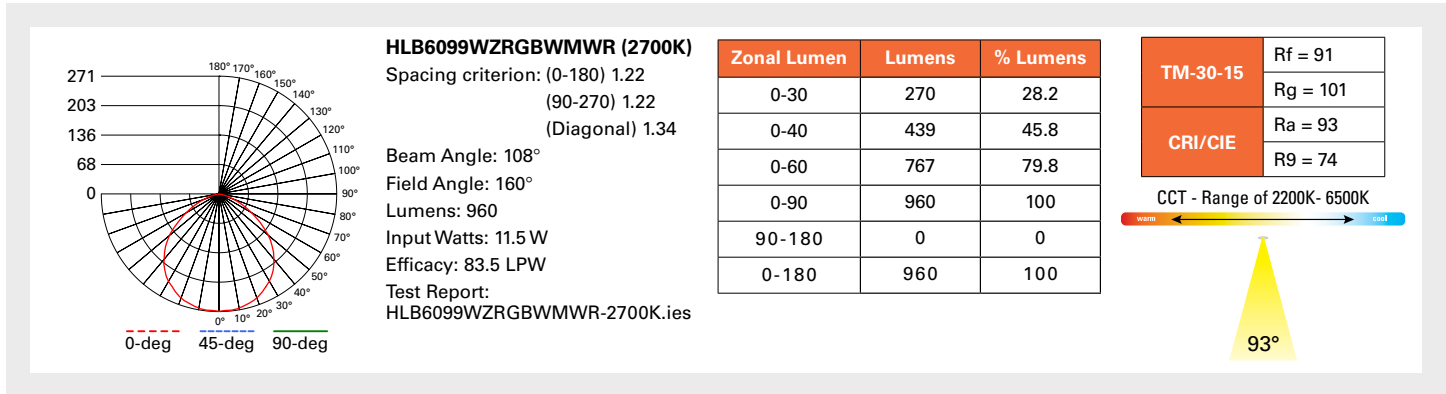 271
203
136
68
0
180° 170° 160° 150° 140° 130° 120° 110° 100° 90° 80° 70° 60° 50° 40° 30° 20° 10° 0°
0-deg 45-deg 90-deg
HLB6099WZRGBWMWR (2700K)
Spacing criterion: (0-180) 1.22
(90-270) 1.22
(Diagonal) 1.34
Beam Angle: 108°
Field Angle: 160°
Lumens: 960
Input Watts: 11.5 W
Efficacy: 83.5 LPW
Test Report:
HLB6099WZRGBWMWR-2700K.ies
Zonal Lumen Lumens % Lumens
0-30 270 28.2
0-40 439 45.8
0-60 767 79.8
0-90 960 100
90-180 0 0
0-180 960 100
TM-30-15
Rf = 91
Rg = 101
CRI/CIE
Ra = 93
R9 = 74
CCT - Range of 2200K- 6500K
warm cool
93°